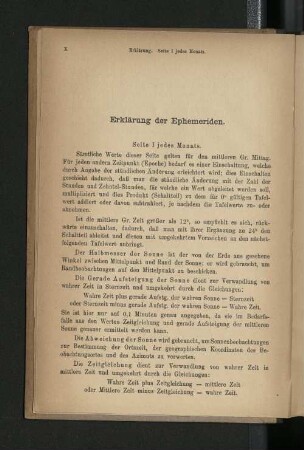 X
Erklärung. Seite I jedes Monats.
Erklärung der Ephemeriden.
Seite I jedes Monats.
Sämtliche Werte dieser Seite gelten für den mittleren Gr. Mittag.
Für jeden andern Zeitpunkt (Epoche) bedarf es einer Einschaltung, welche
durch Angabe der stündlichen Änderung erleichtert wird; dies Einschalten
geschieht dadurch, daß man die stündliche Änderung mit der Zahl der
Stunden und Zehntel-Stunden, für welche ein Wert abgeleitet werden soll,
multipliziert und dies Produkt (Schaltteil) zu dem für 0ʰ gültigen Tafel-
wert addiert oder davon subtrahiert, je nachdem die Tafelwerte zu- oder
abnehmen.
Ist die mittlere Gr. Zeit größer als 12ʰ, so empfiehlt es sich, rück-
wärts einzuschalten, dadurch, daß man mit ihrer Ergänzung zu 24ʰ den
Schaltteil ableitet und diesen mit umgekehrtem Vorzeichen an den nächst-
folgenden Tafelwert anbringt.
Der Halbmesser der Sonne ist der von der Erde aus gesehene
Winkel zwischen Mittelpunkt und Rand der Sonne; er wird gebraucht, um
Randbeobachtungen auf den Mittelpunkt zu beschicken.
Die Gerade Aufsteigung der Sonne dient zur Verwandlung von
wahrer Zeit in Sternzeit und umgekehrt durch die Gleichungen:
Wahre Zeit plus Gerade Aufstg. der wahren Sonne = Sternzeit
oder Sternzeit minus gerade Aufstg. der wahren Sonne = Wahre Zeit.
Sie ist hier nur auf 0,1 Minuten genau angesetzt, da sie im Bedarfs-
falle aus den Werten Zeitgleichung und gerade Aufsteigung der mittleren
Sonne genauer erhalten werden kann.
Die Abweichung der Sonne wird gebraucht, um Sonnenbeobachtungen
zur Bestimmung der Ortszeit, der geographischen Koordinaten des Be-
obachtungsortes und des Azimuts zu verwerten.
Die Zeitgleichung dient zur Verwandlung von wahrer Zeit in
mittlere Zeit und umgekehrt durch die Gleichungen:
Wahre Zeit plus Zeitgleichung = mittlere Zeit
oder Mittlere Zeit minus Zeitgleichung = wahre Zeit.